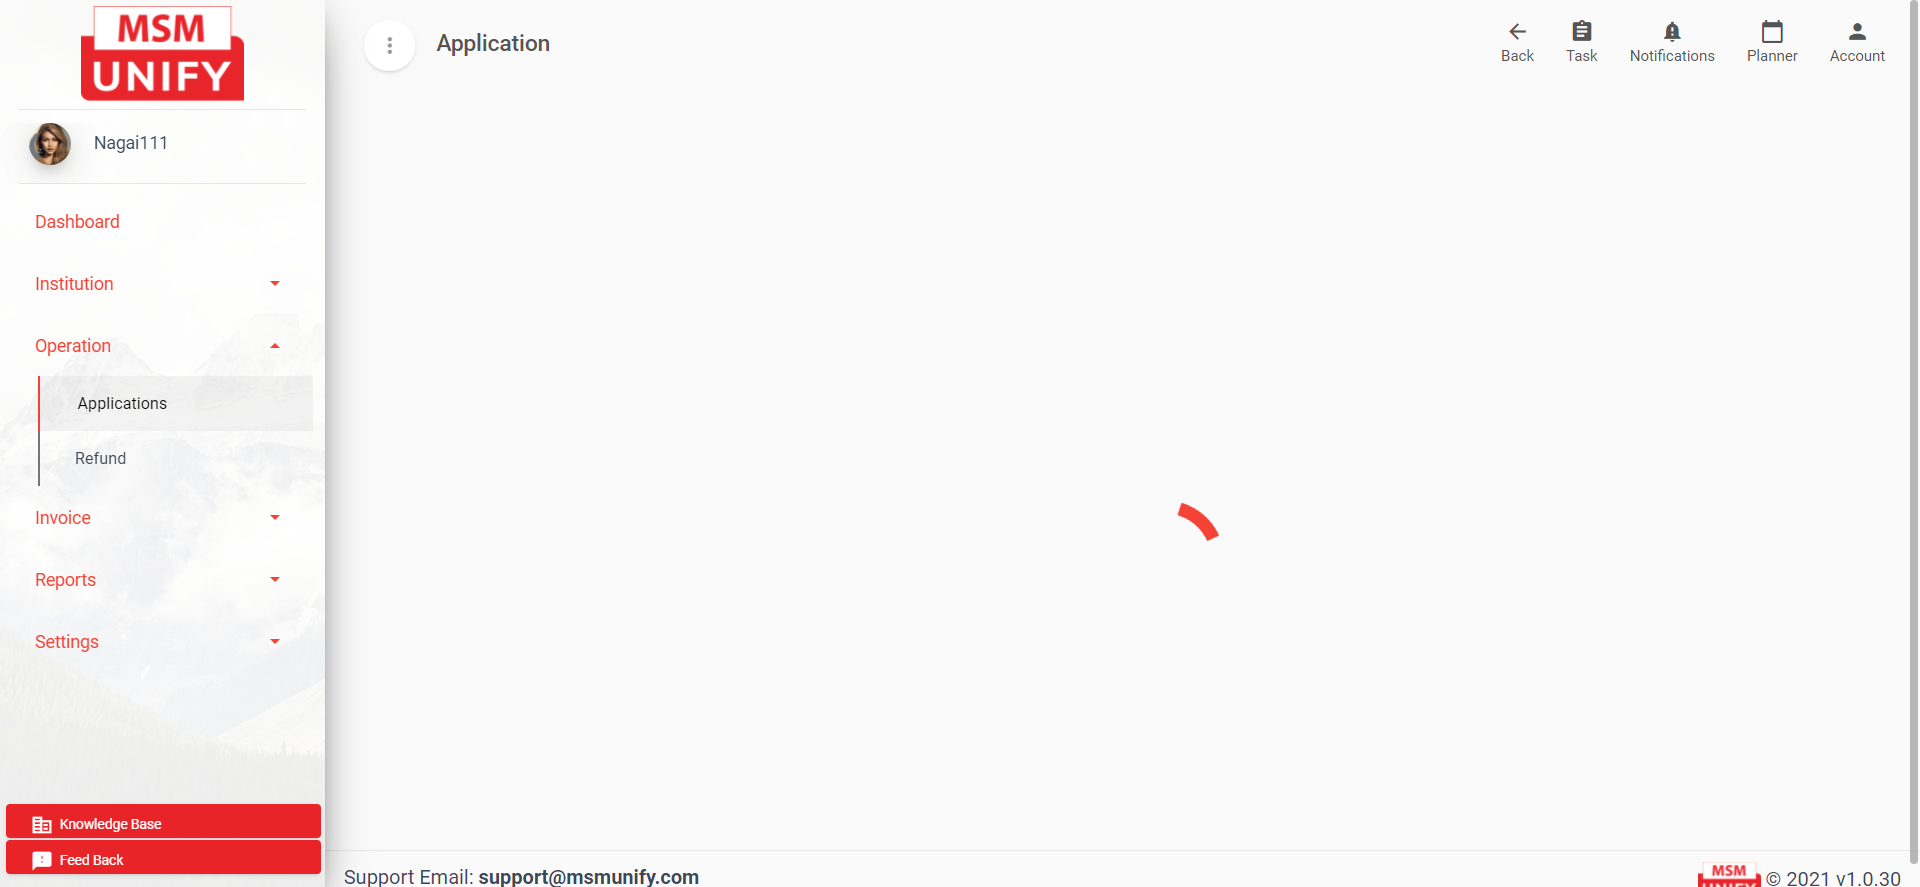 MSM
UNIFY
Nagai111
Dashboard
Institution
Operation
Applications
Refund
Invoice
Reports
Settings
Knowledge Base
Feed Back
Application
Back
Task
Notifications
Planner
Account
Support Email: support@msmunify.com
MSM
UNIFY
© 2021 v1.0.30